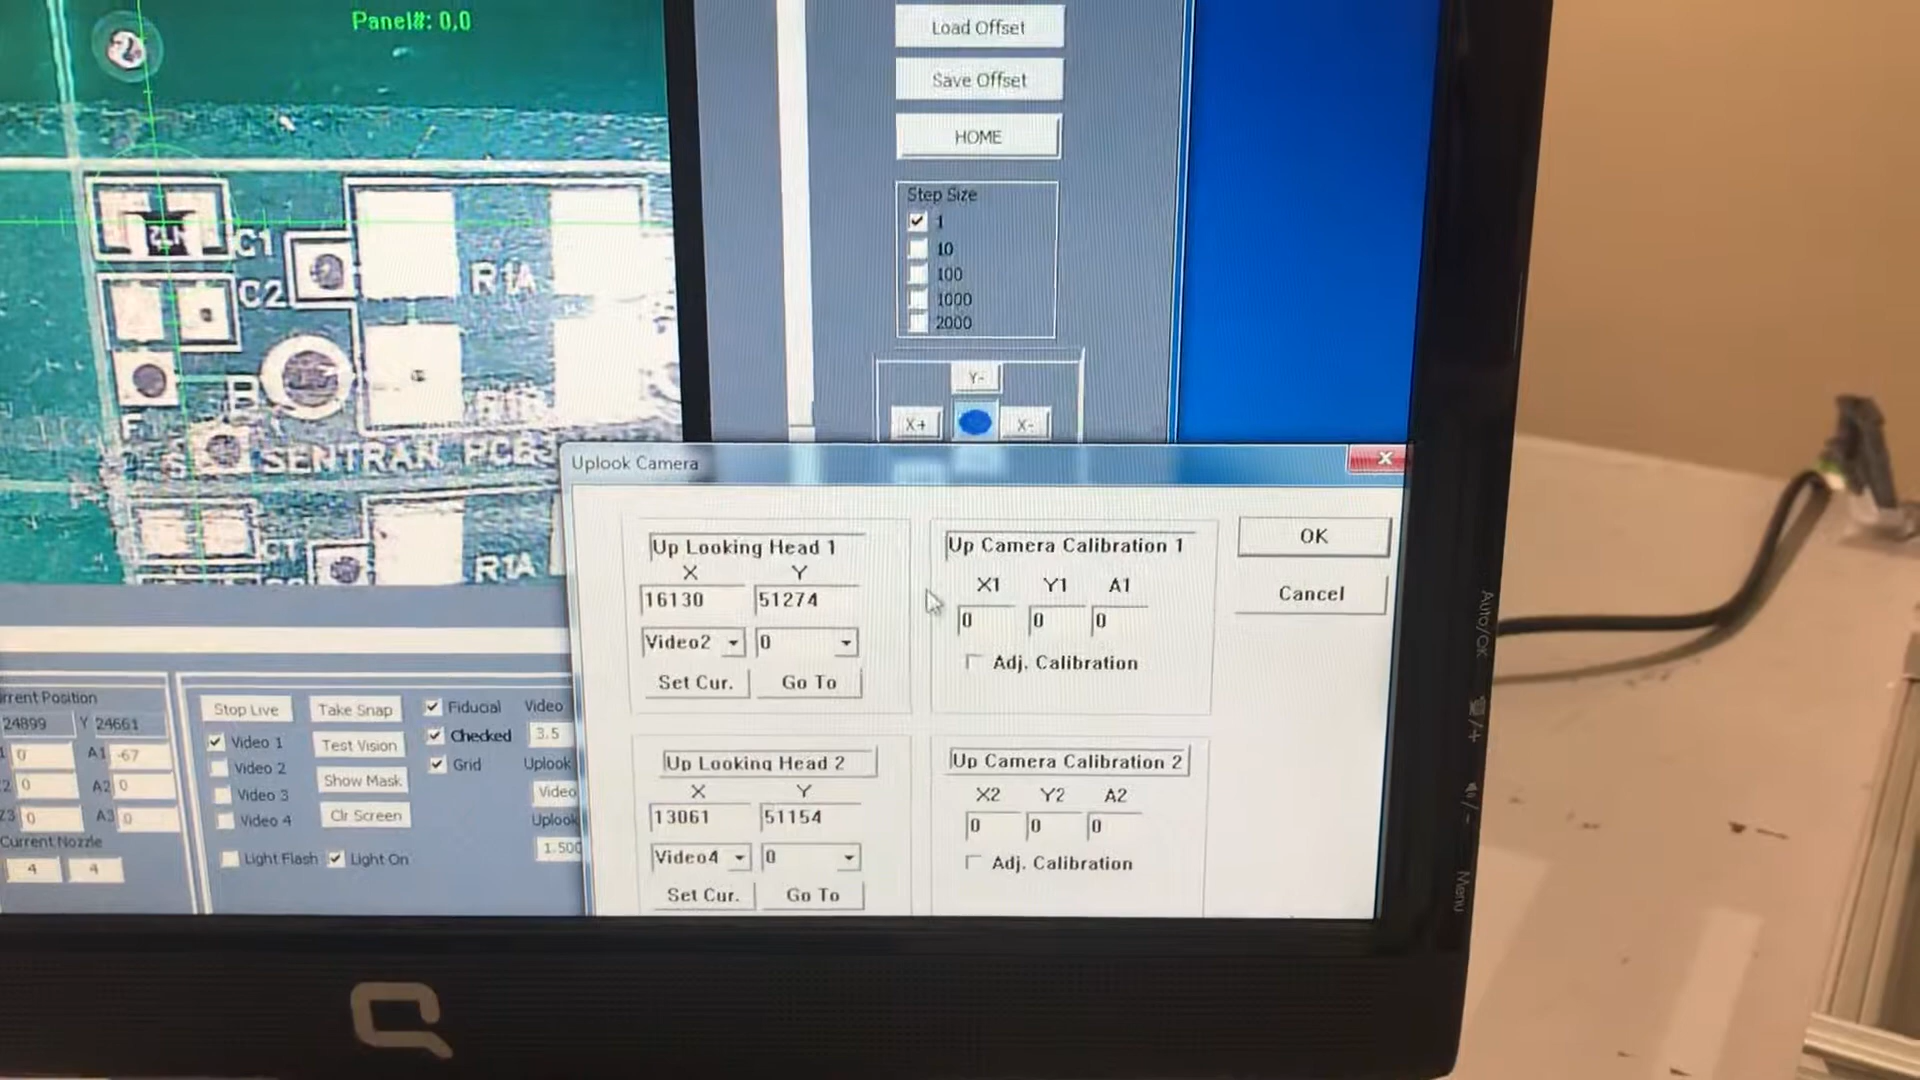 Panel#: 0,0
Load Offset
Save Offset
HOME
Step Size
1
10
100
1000
2000
Y-
X+
X-
C1
C2
R1A
B
F
S
SENTRAN PCB-
R1A
Uplook Camera
Up Looking Head 1
X Y
16130 51274
Video2 0
Set Cur. Go To
Up Camera Calibration 1
X1 Y1 A1
0 0 0
Adj. Calibration
OK
Cancel
Up Looking Head 2
X Y
13061 51154
Video4 0
Set Cur. Go To
Up Camera Calibration 2
X2 Y2 A2
0 0 0
Adj. Calibration
rrent Position
24899 Y 24661
0 A1 -67
0 A2 0
Z3 0 A3 0
Current Nozzle
4 4
Stop Live
Video 1
Video 2
Video 3
Video 4
Light Flash
Light On
Take Snap
Test Vision
Show Mask
Clr Screen
Fiducial
Checked
Grid
Video
3.5
Uplook
Video
Uplook
1.500
Auto/OK
Menu